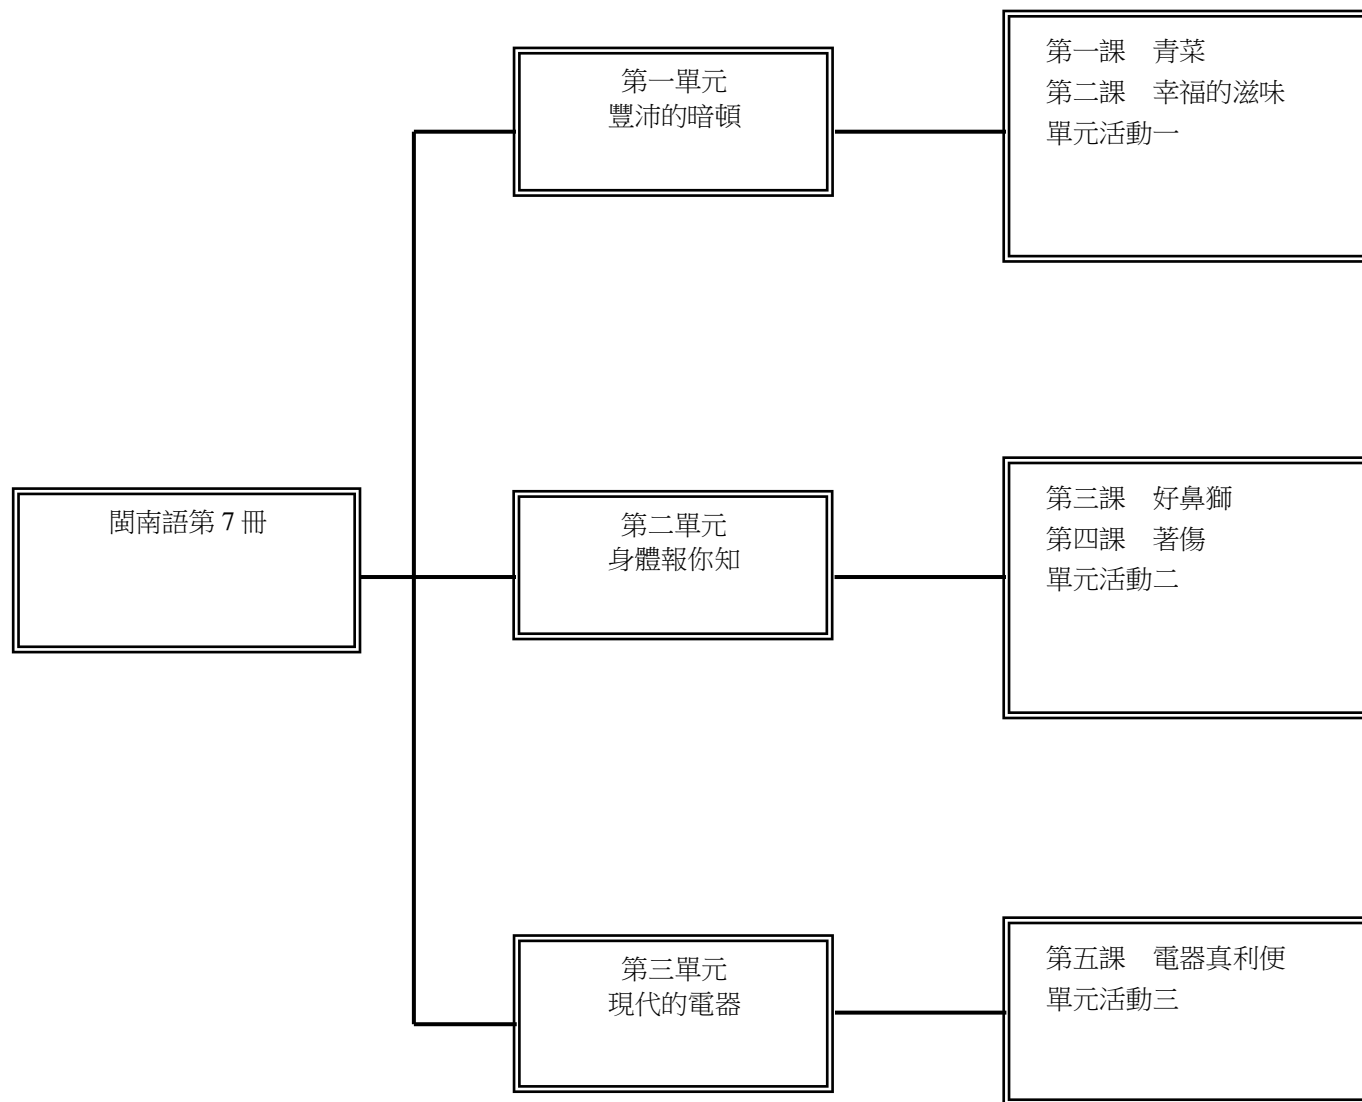 閩南語第 7 冊
第一單元
豐沛的暗頓
第一課　青菜
第二課　幸福的滋味
單元活動一
第二單元
身體報你知
第三課　好鼻獅
第四課　著傷
單元活動二
第三單元
現代的電器
第五課　電器真利便
單元活動三